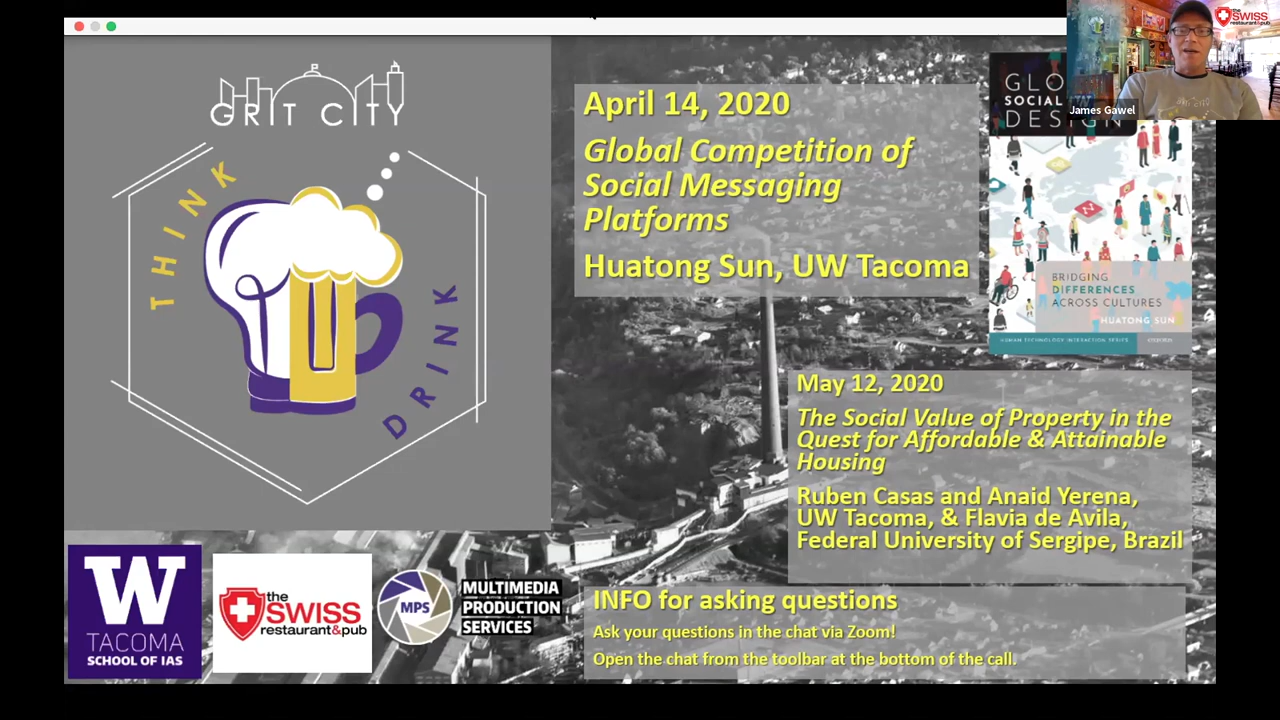 GRIT CITY
THINK
DRINK
April 14, 2020
Global Competition of
Social Messaging
Platforms
Huatong Sun, UW Tacoma
GLO
SOCIAL
DESIGN
BRIDGING
DIFFERENCES
ACROSS CULTURES
HUATONG SUN
HUMAN TECHNOLOGY INTERACTION SERIES
OXFORD
the
SWISS
restaurant&pub
James Gawel
May 12, 2020
The Social Value of Property in the
Quest for Affordable & Attainable
Housing
Ruben Casas and Anaid Yerena,
UW Tacoma, & Flavia de Avila,
Federal University of Sergipe, Brazil
W
TACOMA
SCHOOL OF IAS
the
SWISS
restaurant&pub
MPS
MULTIMEDIA
PRODUCTION
SERVICES
INFO for asking questions
Ask your questions in the chat via Zoom!
Open the chat from the toolbar at the bottom of the call.